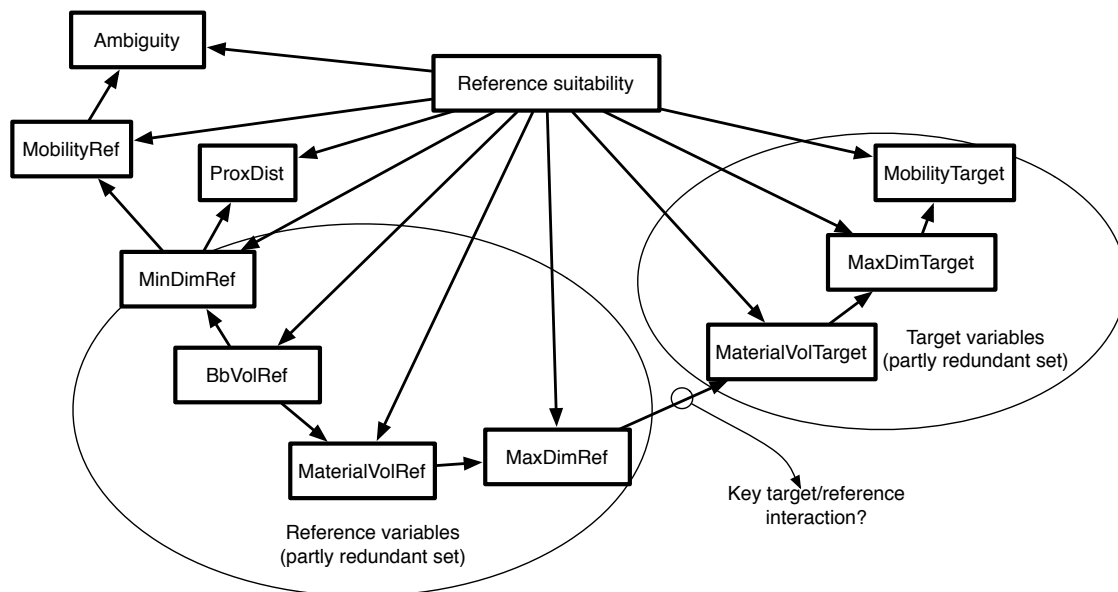 Ambiguity
Reference suitability
MobilityRef
ProxDist
MobilityTarget
MinDimRef
MaxDimTarget
BbVolRef
MaterialVolTarget
Target variables
(partly redundant set)
MaterialVolRef
MaxDimRef
Key target/reference
interaction?
Reference variables
(partly redundant set)